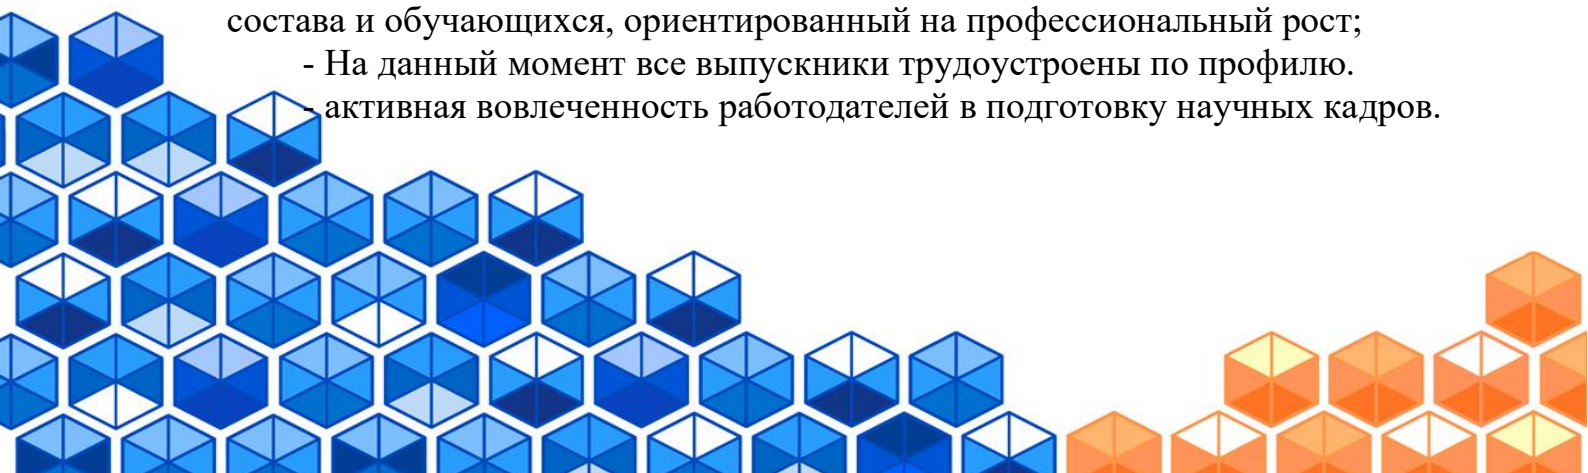 состава и обучающихся, ориентированный на профессиональный рост;
- На данный момент все выпускники трудоустроены по профилю.
- активная вовлеченность работодателей в подготовку научных кадров.